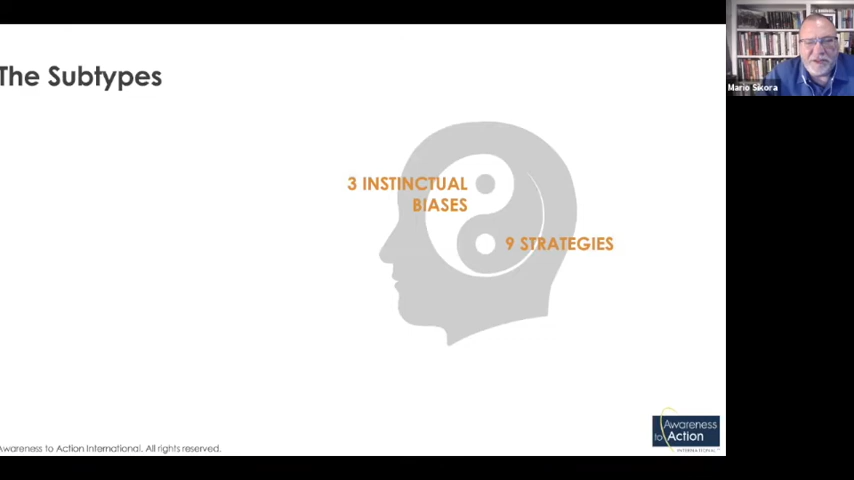 The Subtypes
Mario Sikora
3 INSTINCTUAL
BIASES
9 STRATEGIES
Awareness
to Action
INTERNATIONAL
Awareness to Action International. All rights reserved.